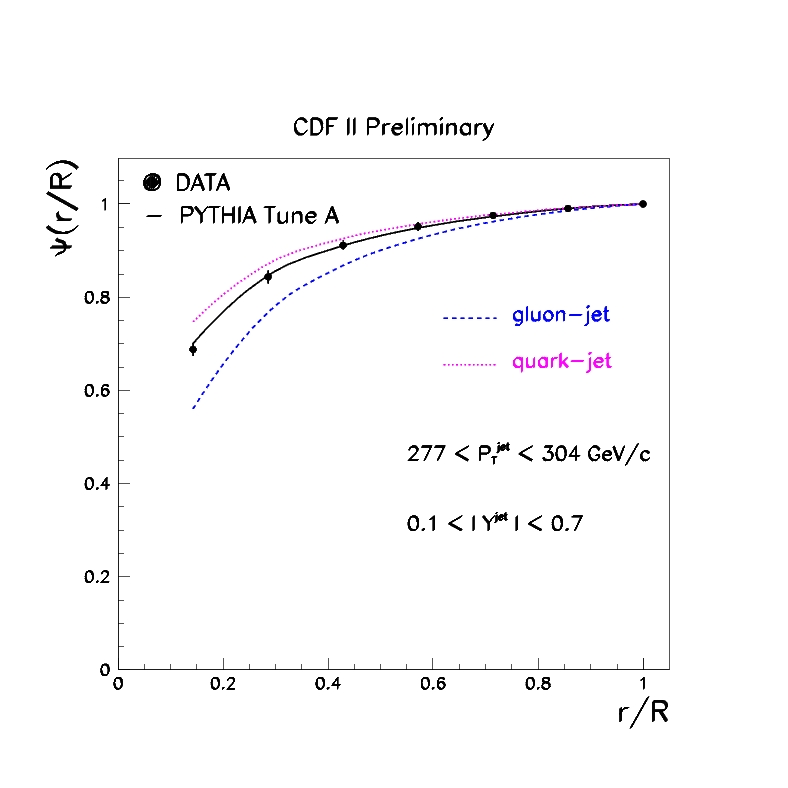 CDF II Preliminary
ψ(r/R)
DATA
PYTHIA Tune A
gluon-jet
quark-jet
277 < P_T^jet < 304 GeV/c
0.1 < |Y^jet| < 0.7
1
0.8
0.6
0.4
0.2
0
0 0.2 0.4 0.6 0.8 1
r/R